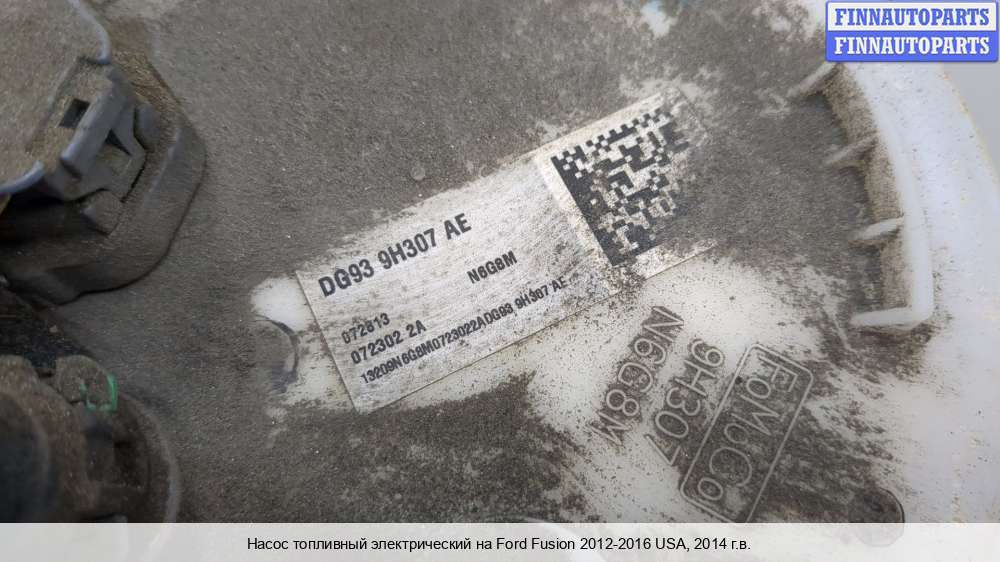 FINNAUTOPARTS
FINNAUTOPARTS
DG93 9H307 AE
N6G8M
072813
072302 2A
13209N6G8M0723022ADG93 9H307 AE
N6G8M
9H307
FoMoCo
Насос топливный электрический на Ford Fusion 2012-2016 USA, 2014 г.в.